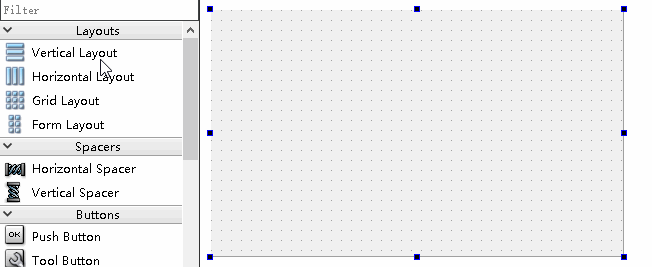 Filter
Layouts
Vertical Layout
Horizontal Layout
Grid Layout
Form Layout
Spacers
Horizontal Spacer
Vertical Spacer
Buttons
OK
Push Button
Tool Button